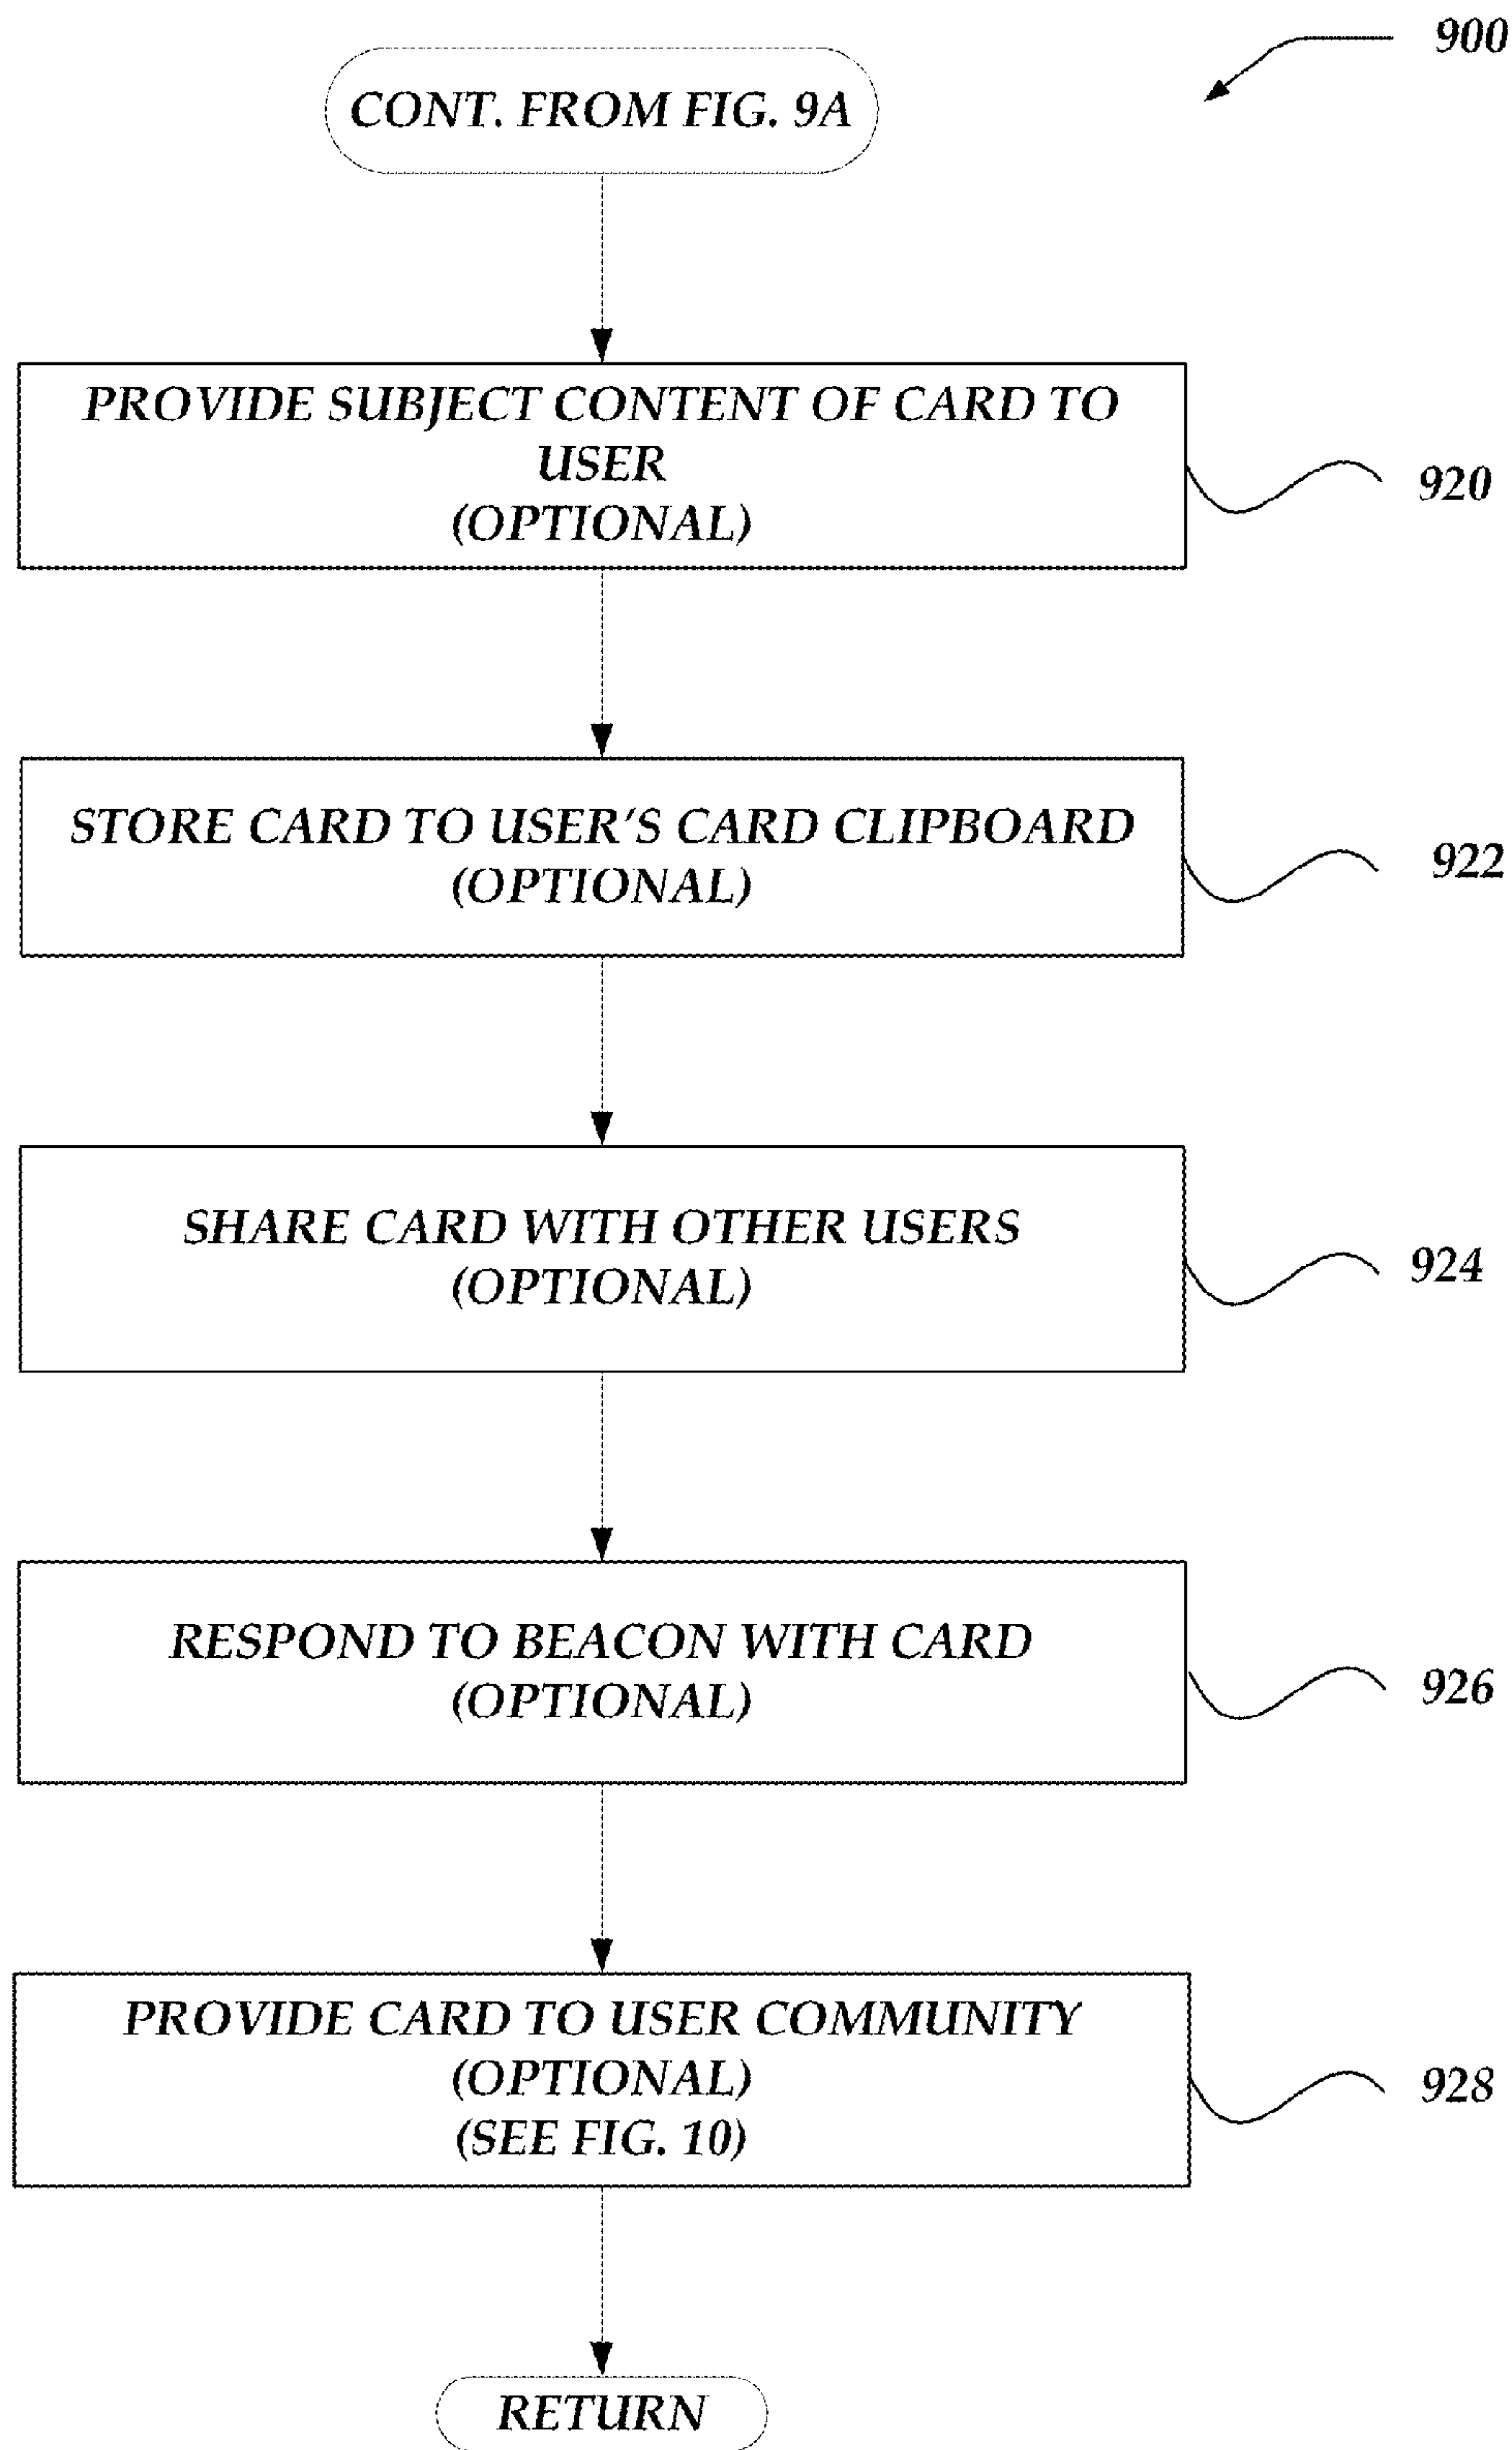 900
CONT. FROM FIG. 9A
PROVIDE SUBJECT CONTENT OF CARD TO
USER
(OPTIONAL)
920
STORE CARD TO USER’S CARD CLIPBOARD
(OPTIONAL)
922
SHARE CARD WITH OTHER USERS
(OPTIONAL)
924
RESPOND TO BEACON WITH CARD
(OPTIONAL)
926
PROVIDE CARD TO USER COMMUNITY
(OPTIONAL)
(SEE FIG. 10)
928
RETURN